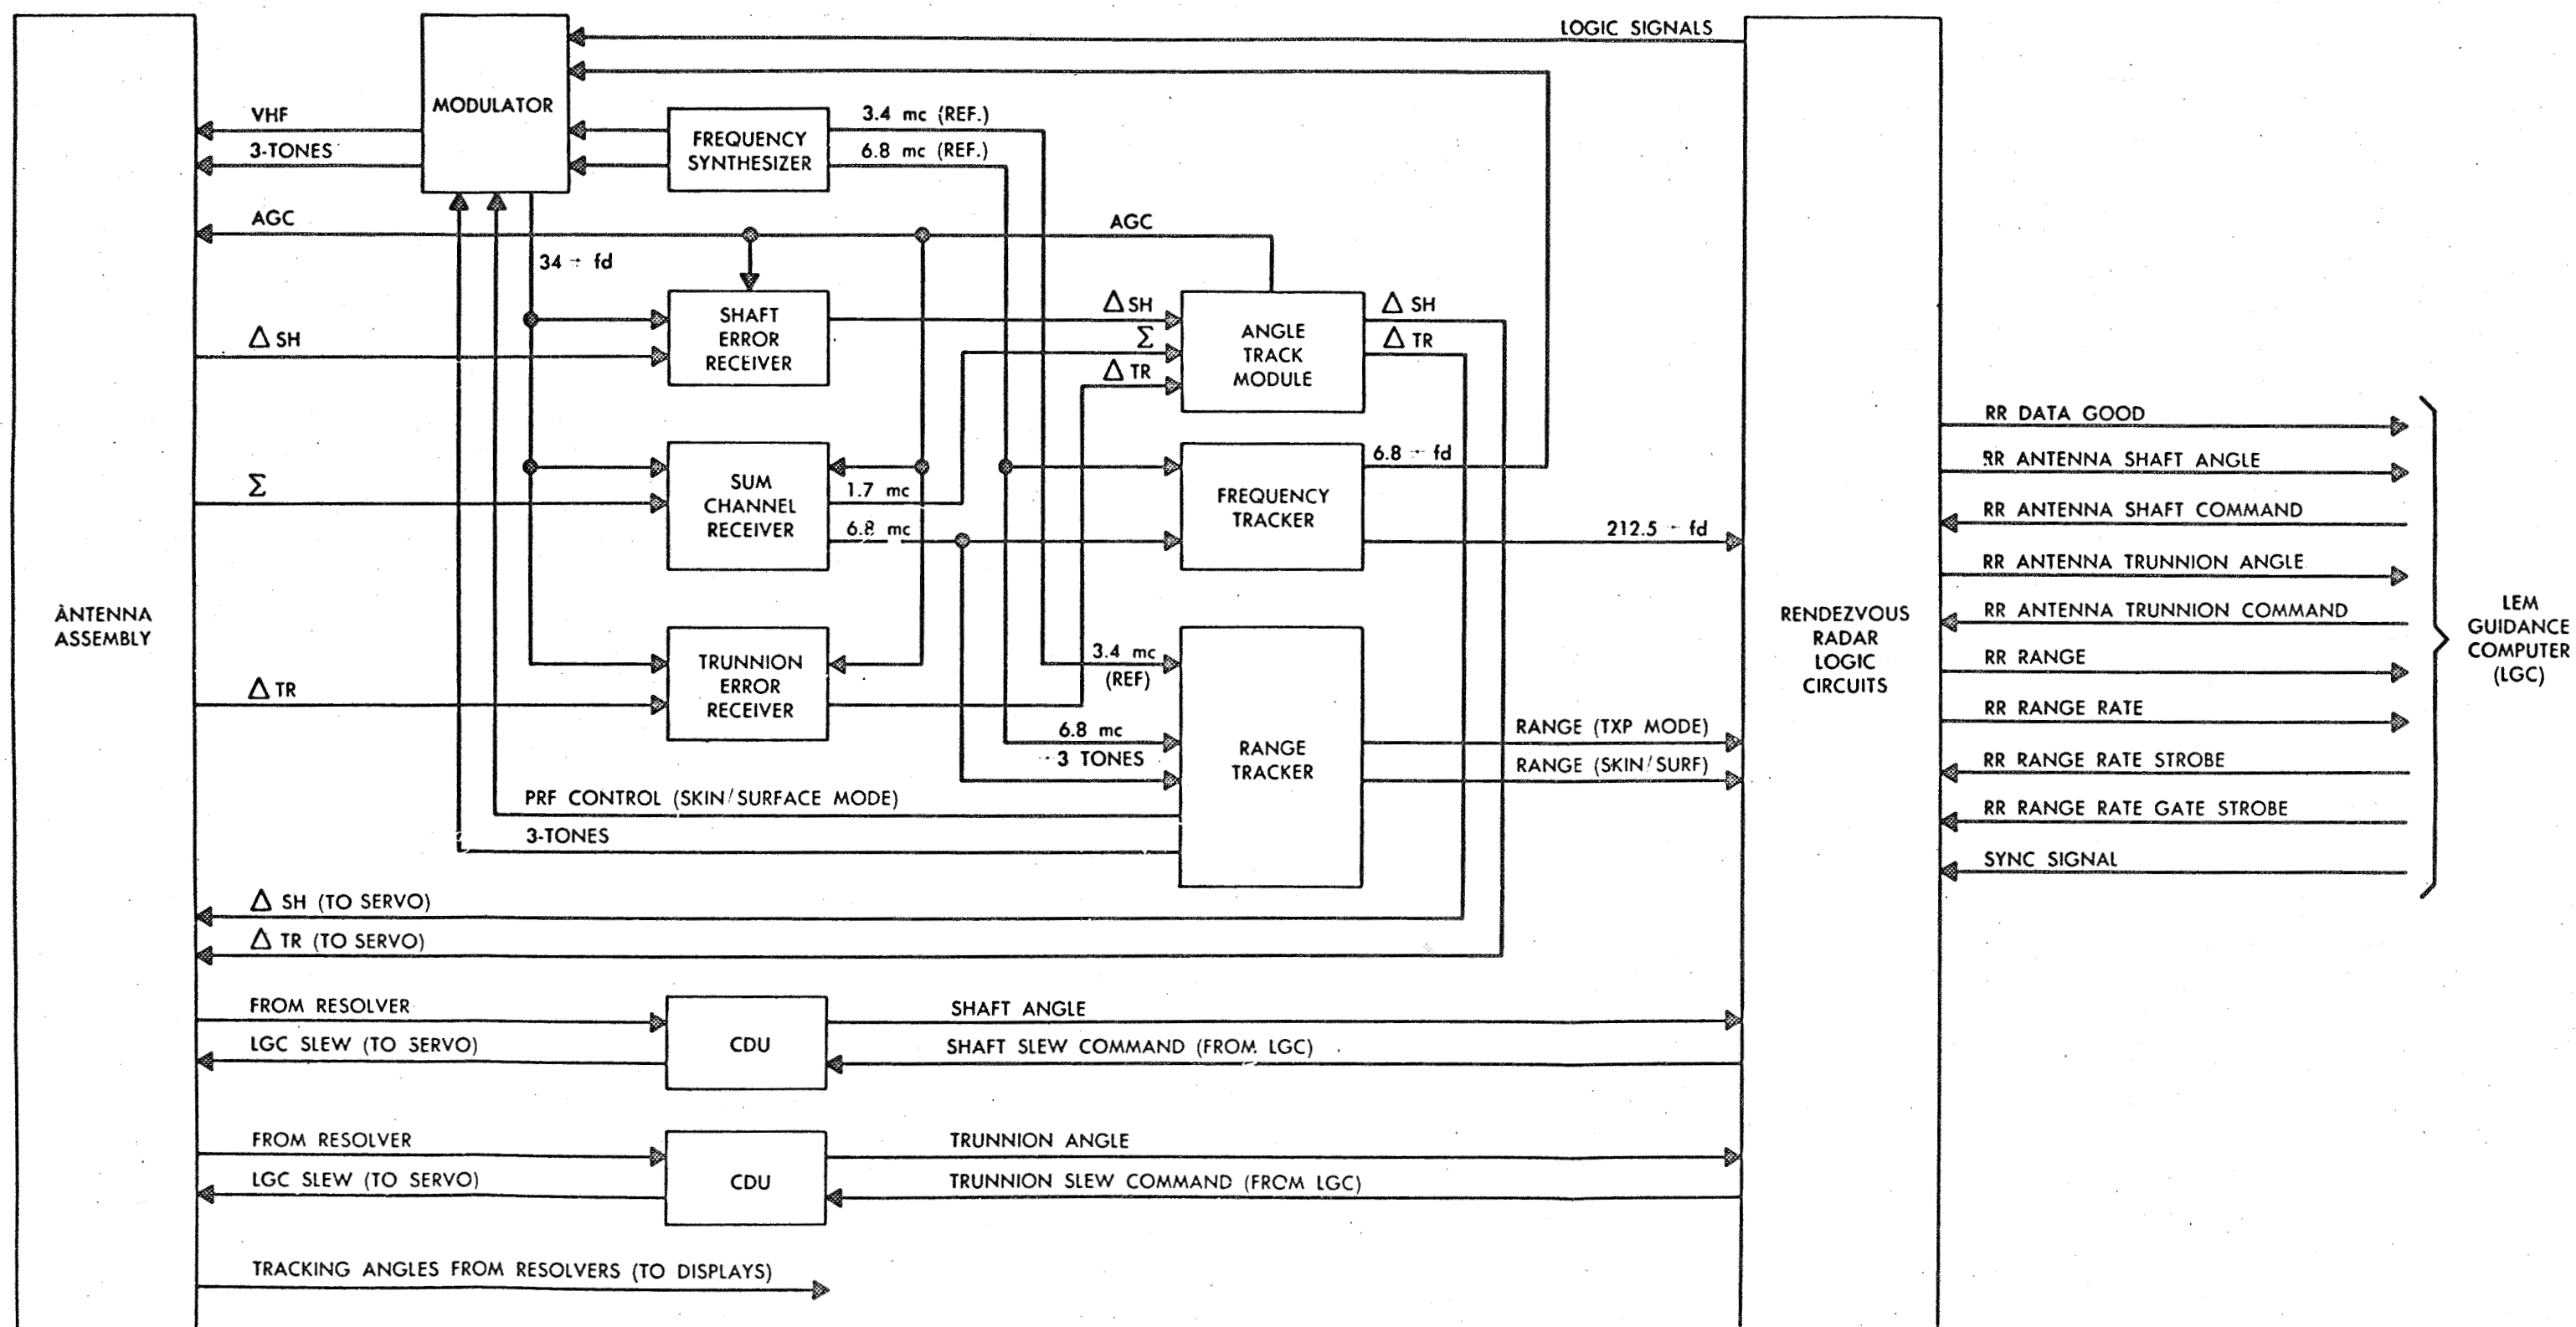 LOGIC SIGNALS
MODULATOR
VHF
3-TONES
FREQUENCY
SYNTHESIZER
3.4 mc (REF.)
6.8 mc (REF.)
AGC
AGC
34 - fd
Δ SH
SHAFT
ERROR
RECEIVER
Δ SH
Σ
Δ TR
ANGLE
TRACK
MODULE
Δ SH
Δ TR
Σ
SUM
CHANNEL
RECEIVER
1.7 mc
6.8 mc
FREQUENCY
TRACKER
6.8 - fd
212.5 - fd
ANTENNA
ASSEMBLY
Δ TR
TRUNNION
ERROR
RECEIVER
3.4 mc
(REF)
6.8 mc
3 TONES
RANGE
TRACKER
RANGE (TXP MODE)
RANGE (SKIN/SURF)
PRF CONTROL (SKIN/SURFACE MODE)
3-TONES
Δ SH (TO SERVO)
Δ TR (TO SERVO)
FROM RESOLVER
LGC SLEW (TO SERVO)
CDU
SHAFT ANGLE
SHAFT SLEW COMMAND (FROM LGC)
FROM RESOLVER
LGC SLEW (TO SERVO)
CDU
TRUNNION ANGLE
TRUNNION SLEW COMMAND (FROM LGC)
TRACKING ANGLES FROM RESOLVERS (TO DISPLAYS)
RENDEZVOUS
RADAR
LOGIC
CIRCUITS
RR DATA GOOD
RR ANTENNA SHAFT ANGLE
RR ANTENNA SHAFT COMMAND
RR ANTENNA TRUNNION ANGLE
RR ANTENNA TRUNNION COMMAND
RR RANGE
RR RANGE RATE
RR RANGE RATE STROBE
RR RANGE RATE GATE STROBE
SYNC SIGNAL
LEM
GUIDANCE
COMPUTER
(LGC)